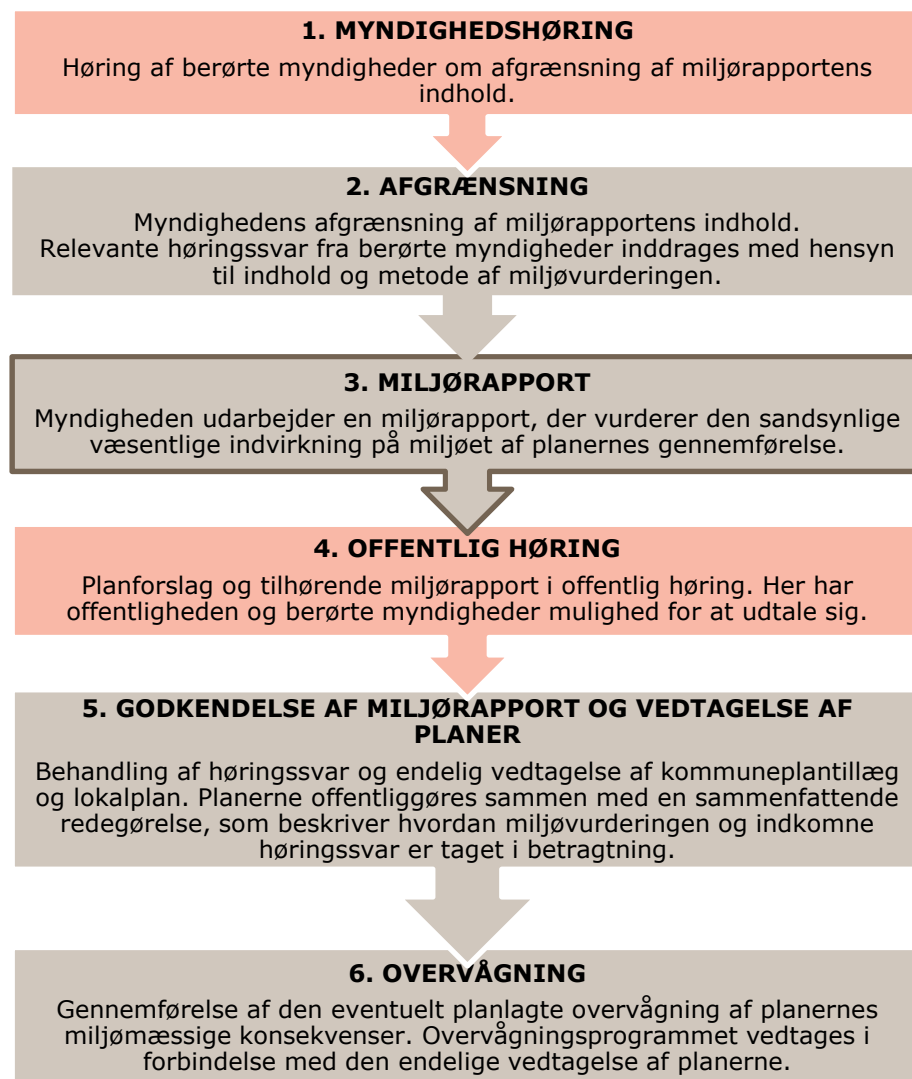 1. MYNDIGHEDSHØRING
Høring af berørte myndigheder om afgrænsning af miljørapportens
indhold.
2. AFGRÆNSNING
Myndighedens afgrænsning af miljørapportens indhold.
Relevante høringssvar fra berørte myndigheder inddrages med hensyn
til indhold og metode af miljøvurderingen.
3. MILJØRAPPORT
Myndigheden udarbejder en miljørapport, der vurderer den sandsynlige
væsentlige indvirkning på miljøet af planernes gennemførelse.
4. OFFENTLIG HØRING
Planforslag og tilhørende miljørapport i offentlig høring. Her har
offentligheden og berørte myndigheder mulighed for at udtale sig.
5. GODKENDELSE AF MILJØRAPPORT OG VEDTAGELSE AF
PLANER
Behandling af høringssvar og endelig vedtagelse af kommuneplantillæg
og lokalplan. Planerne offentliggøres sammen med en sammenfattende
redegørelse, som beskriver hvordan miljøvurderingen og indkomne
høringssvar er taget i betragtning.
6. OVERVÅGNING
Gennemførelse af den eventuelt planlagte overvågning af planernes
miljømæssige konsekvenser. Overvågningsprogrammet vedtages i
forbindelse med den endelige vedtagelse af planerne.